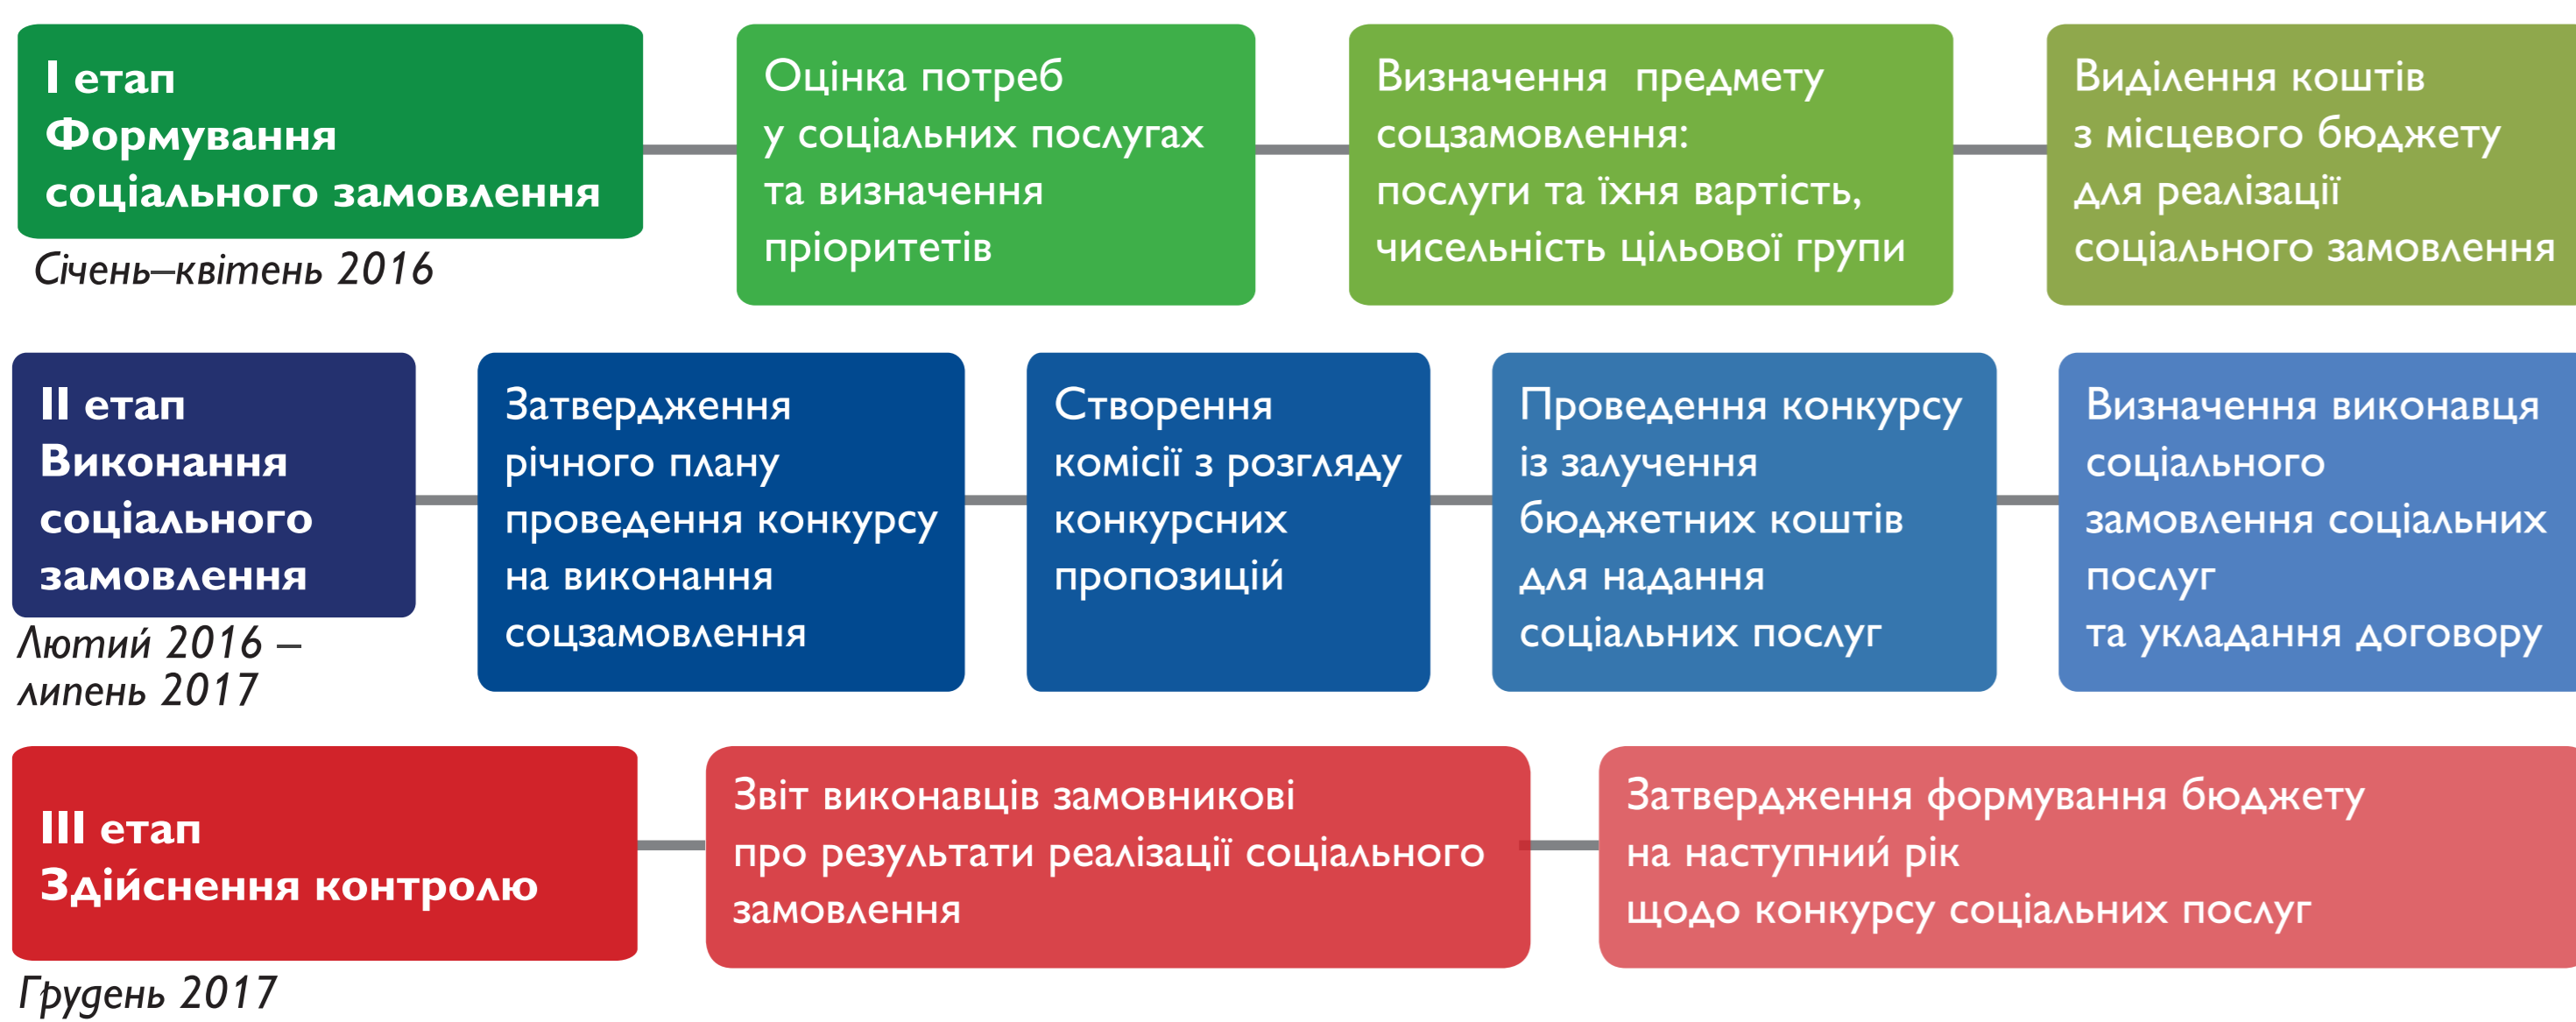 I етап
Формування
соціального замовлення
Січень–квітень 2016
Оцінка потреб
у соціальних послугах
та визначення
пріоритетів
Визначення предмету
соцзамовлення:
послуги та їхня вартість,
чисельність цільової групи
Виділення коштів
з місцевого бюджету
для реалізації
соціального замовлення
II етап
Виконання
соціального
замовлення
Лютий 2016 –
липень 2017
Затвердження
річного плану
проведення конкурсу
на виконання
соцзамовлення
Створення
комісії з розгляду
конкурсних
пропозицій
Проведення конкурсу
із залучення
бюджетних коштів
для надання
соціальних послуг
Визначення виконавця
соціального
замовлення соціальних
послуг
та укладання договору
III етап
Здійснення контролю
Грудень 2017
Звіт виконавців замовникові
про результати реалізації соціального
замовлення
Затвердження формування бюджету
на наступний рік
щодо конкурсу соціальних послуг